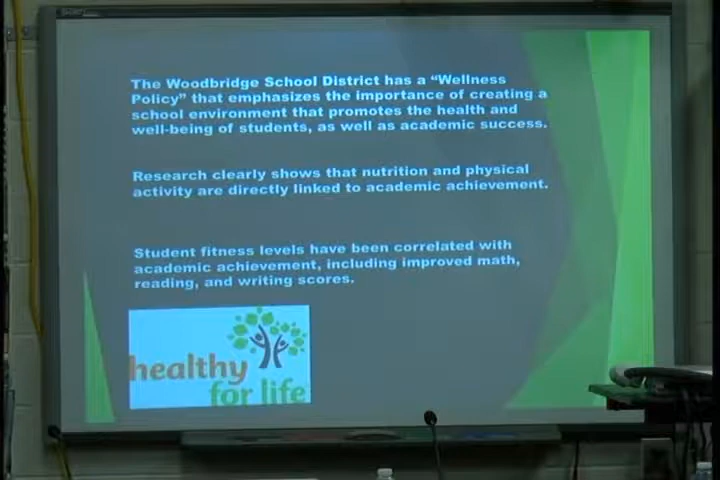 The Woodbridge School District has a “Wellness
Policy” that emphasizes the importance of creating a
school environment that promotes the health and
well-being of students, as well as academic success.
Research clearly shows that nutrition and physical
activity are directly linked to academic achievement.
Student fitness levels have been correlated with
academic achievement, including improved math,
reading, and writing scores.
healthy
for life